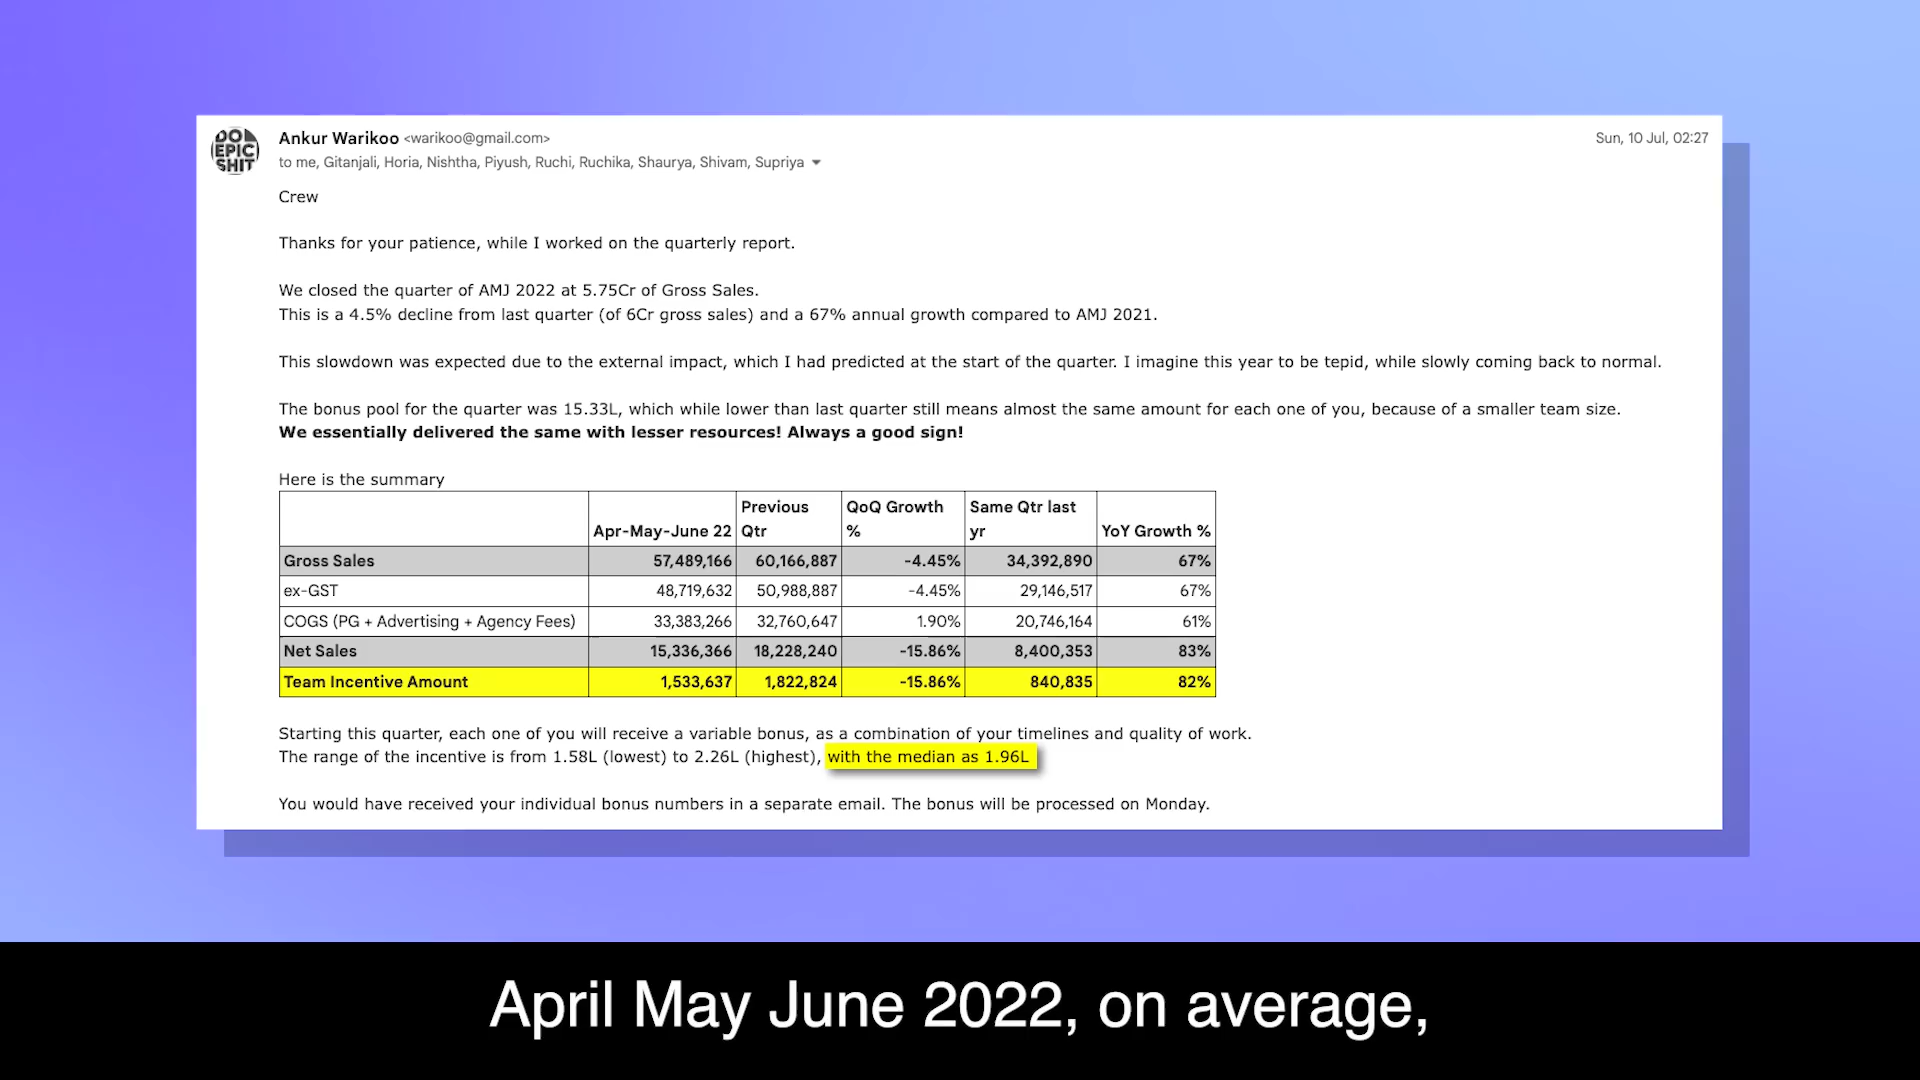 DO EPIC SHIT
Ankur Warikoo <warikoo@gmail.com>
Sun, 10 Jul, 02:27
to me, Gitanjali, Horia, Nishtha, Piyush, Ruchi, Ruchika, Shaurya, Shivam, Supriya
Crew
Thanks for your patience, while I worked on the quarterly report.
We closed the quarter of AMJ 2022 at 5.75Cr of Gross Sales.
This is a 4.5% decline from last quarter (of 6Cr gross sales) and a 67% annual growth compared to AMJ 2021.
This slowdown was expected due to the external impact, which I had predicted at the start of the quarter. I imagine this year to be tepid, while slowly coming back to normal.
The bonus pool for the quarter was 15.33L, which while lower than last quarter still means almost the same amount for each one of you, because of a smaller team size.
We essentially delivered the same with lesser resources! Always a good sign!
Here is the summary
Apr-May-June 22 Previous Qtr QoQ Growth % Same Qtr last yr YoY Growth %
Gross Sales 57,489,166 60,166,887 -4.45% 34,392,890 67%
ex-GST 48,719,632 50,988,887 -4.45% 29,146,517 67%
COGS (PG + Advertising + Agency Fees) 33,383,266 32,760,647 1.90% 20,746,164 61%
Net Sales 15,336,366 18,228,240 -15.86% 8,400,353 83%
Team Incentive Amount 1,533,637 1,822,824 -15.86% 840,835 82%
Starting this quarter, each one of you will receive a variable bonus, as a combination of your timelines and quality of work.
The range of the incentive is from 1.58L (lowest) to 2.26L (highest), with the median as 1.96L
You would have received your individual bonus numbers in a separate email. The bonus will be processed on Monday.
April May June 2022, on average,